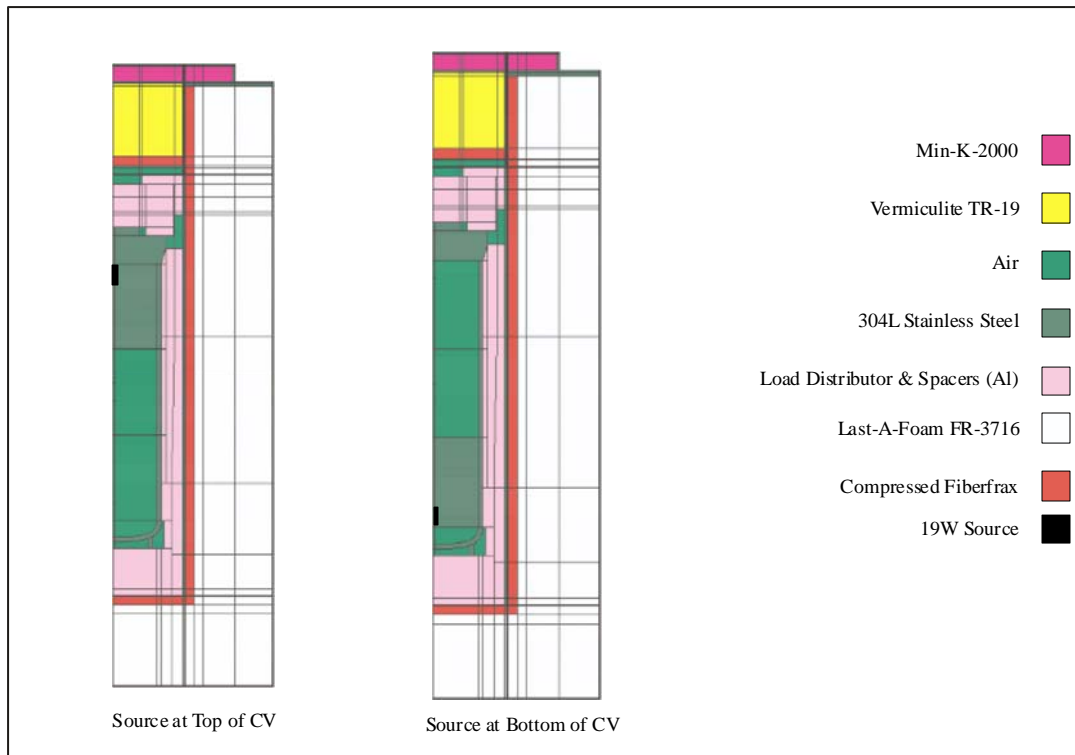 Min-K-2000
Vermiculite TR-19
Air
304L Stainless Steel
Load Distributor & Spacers (Al)
Last-A-Foam FR-3716
Compressed Fiberfrax
19W Source
Source at Top of CV
Source at Bottom of CV